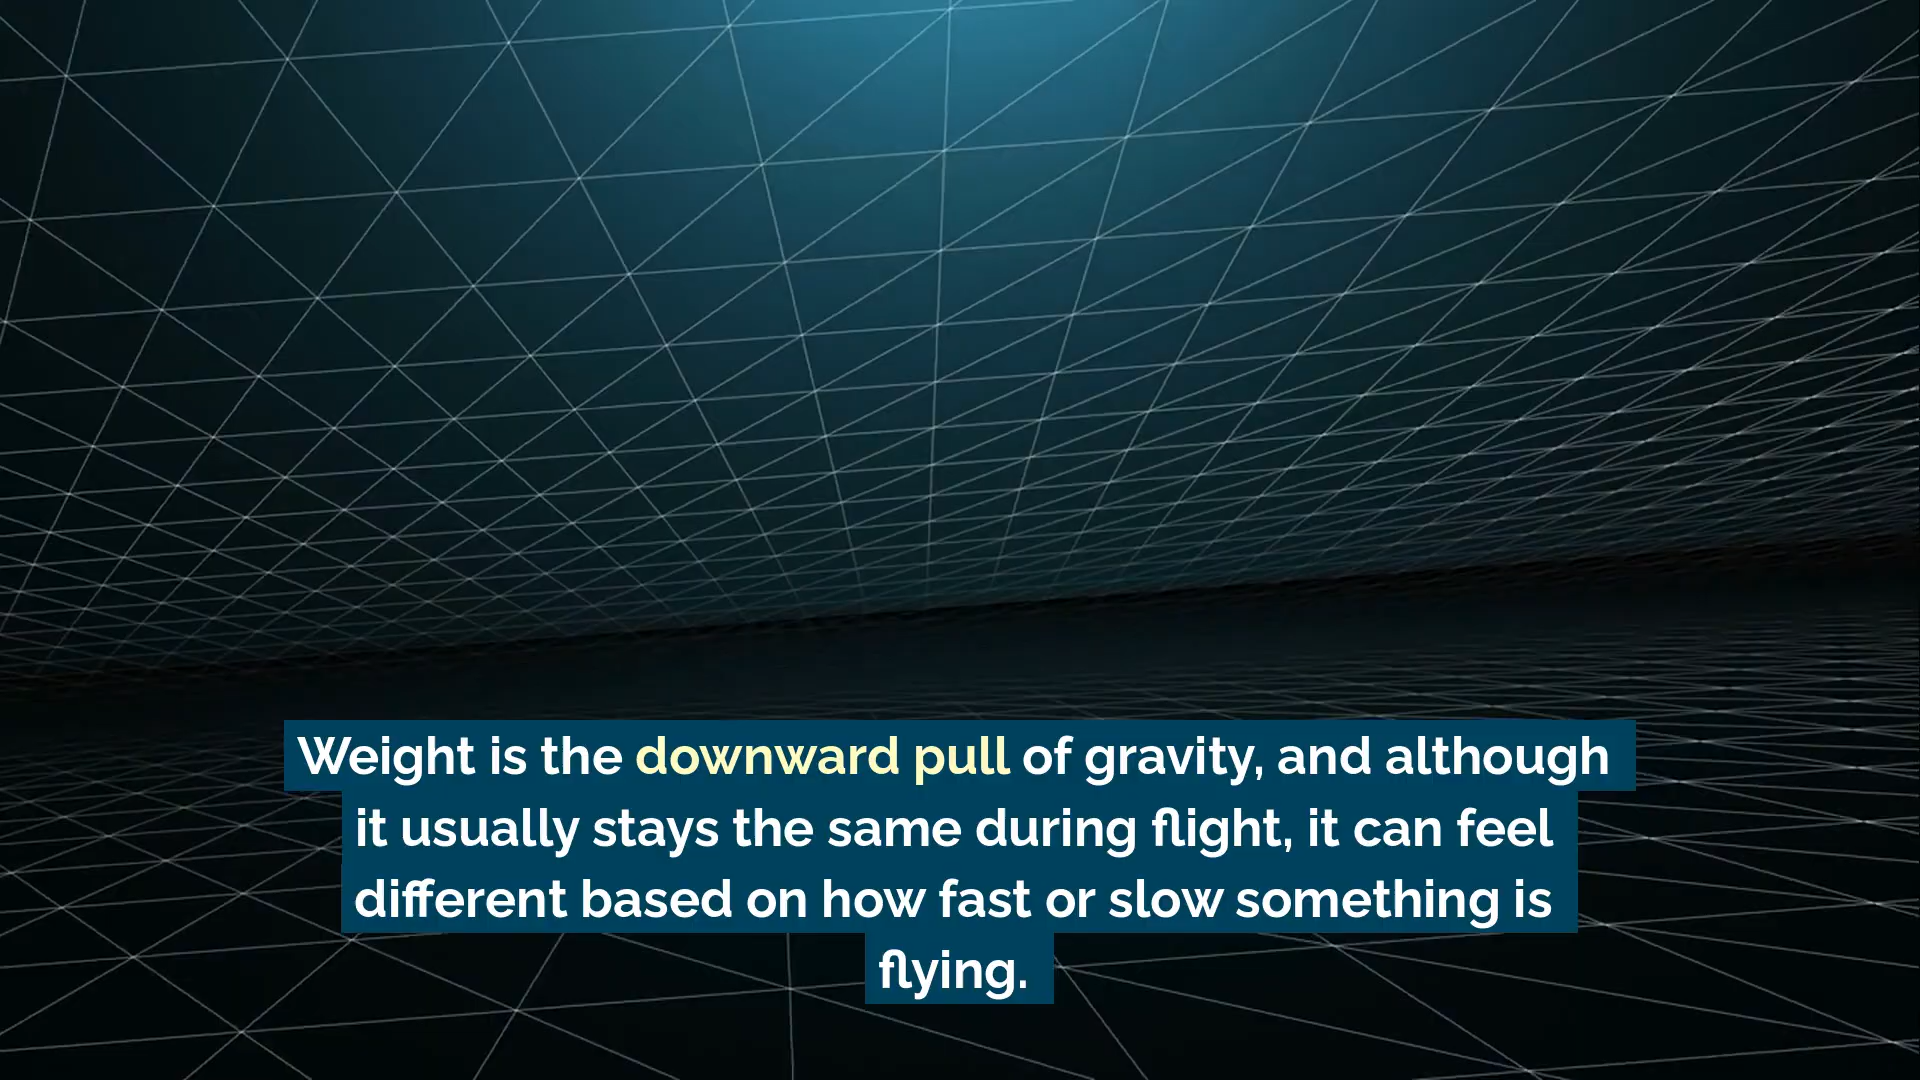 Weight is the downward pull of gravity, and although
it usually stays the same during flight, it can feel
different based on how fast or slow something is
flying.